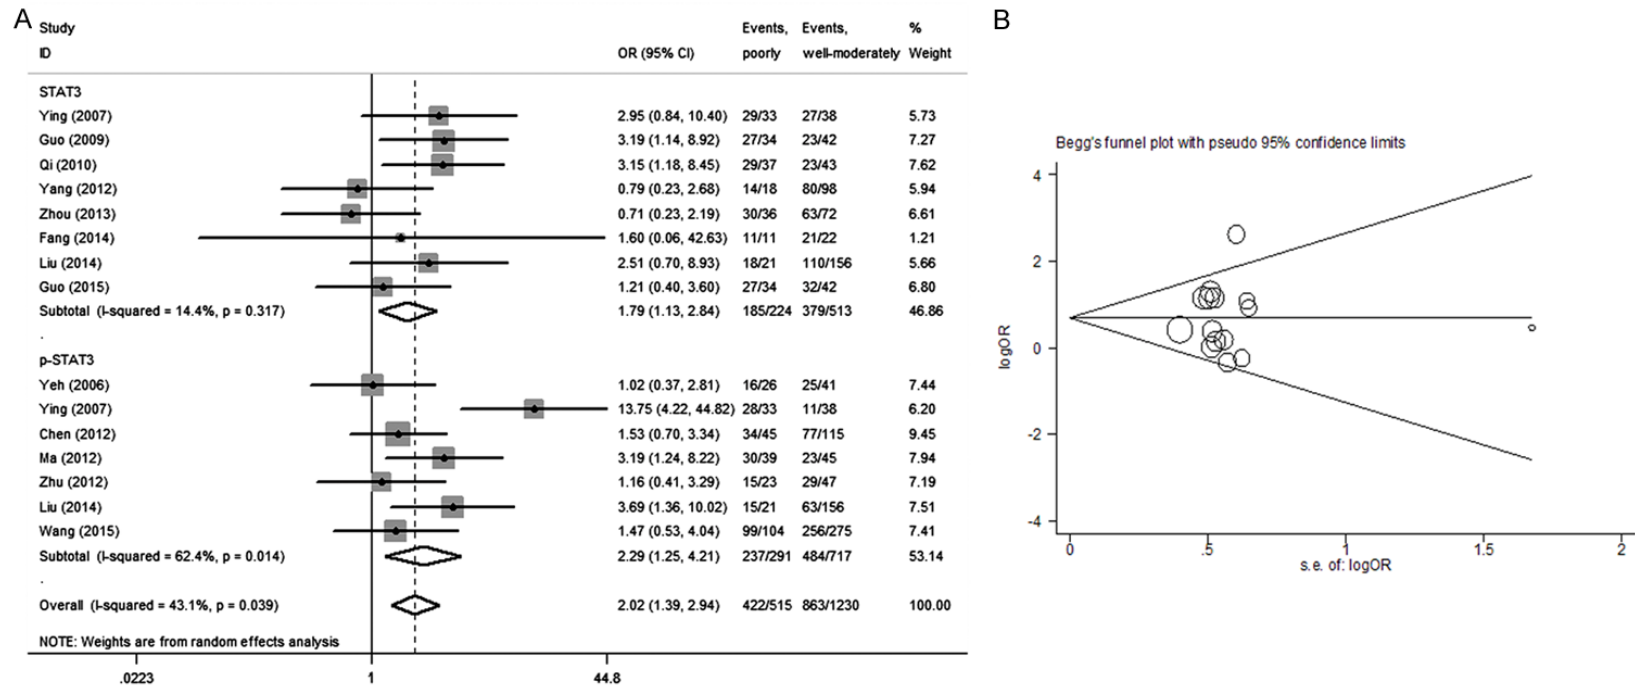 A
Study Events, Events, %
ID OR (95% CI) poorly well-moderately Weight
STAT3
Ying (2007) 2.95 (0.84, 10.40) 29/33 27/38 5.73
Guo (2009) 3.19 (1.14, 8.92) 27/34 23/42 7.27
Qi (2010) 3.15 (1.18, 8.45) 29/37 23/43 7.62
Yang (2012) 0.79 (0.23, 2.68) 14/18 80/98 5.94
Zhou (2013) 0.71 (0.23, 2.19) 30/36 63/72 6.61
Fang (2014) 1.60 (0.06, 42.63) 11/11 21/22 1.21
Liu (2014) 2.51 (0.70, 8.93) 18/21 110/156 5.66
Guo (2015) 1.21 (0.40, 3.60) 27/34 32/42 6.80
Subtotal (I-squared = 14.4%, p = 0.317) 1.79 (1.13, 2.84) 185/224 379/513 46.86
.
p-STAT3
Yeh (2006) 1.02 (0.37, 2.81) 16/26 25/41 7.44
Ying (2007) 13.75 (4.22, 44.82) 28/33 11/38 6.20
Chen (2012) 1.53 (0.70, 3.34) 34/45 77/115 9.45
Ma (2012) 3.19 (1.24, 8.22) 30/39 23/45 7.94
Zhu (2012) 1.16 (0.41, 3.29) 15/23 29/47 7.19
Liu (2014) 3.69 (1.36, 10.02) 15/21 63/156 7.51
Wang (2015) 1.47 (0.53, 4.04) 99/104 256/275 7.41
Subtotal (I-squared = 62.4%, p = 0.014) 2.29 (1.25, 4.21) 237/291 484/717 53.14
.
Overall (I-squared = 43.1%, p = 0.039) 2.02 (1.39, 2.94) 422/515 863/1230 100.00
NOTE: Weights are from random effects analysis
.0223 1 44.8
B
Begg's funnel plot with pseudo 95% confidence limits
logOR
4
2
0
-2
-4
0 .5 1 1.5 2
s.e. of: logOR